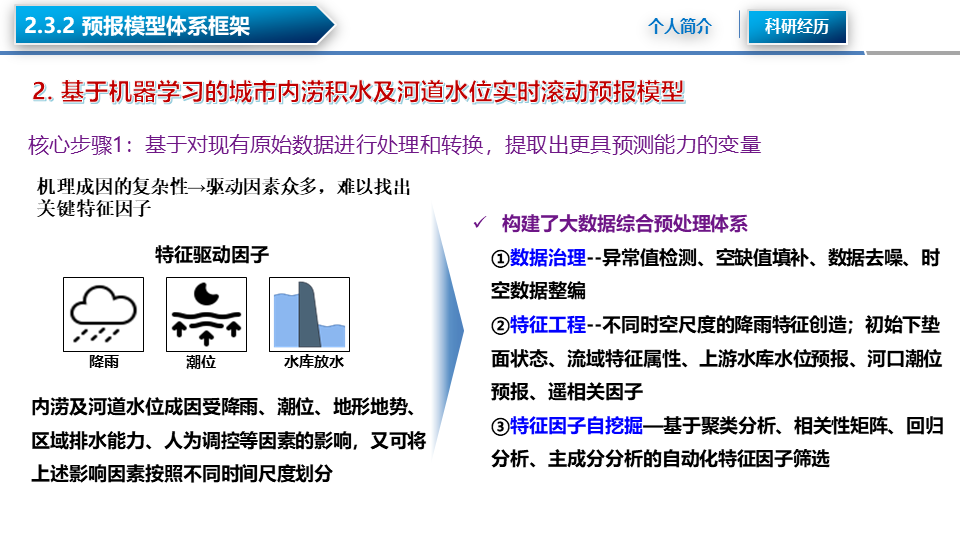 2.3.2 预报模型体系框架
个人简介
科研经历
2. 基于机器学习的城市内涝积水及河道水位实时滚动预报模型
核心步骤1：基于对现有原始数据进行处理和转换，提取出更具预测能力的变量
机理成因的复杂性→驱动因素众多，难以找出
关键特征因子
特征驱动因子
降雨
潮位
水库放水
内涝及河道水位成因受降雨、潮位、地形地势、
区域排水能力、人为调控等因素的影响，又可将
上述影响因素按照不同时间尺度划分
✓ 构建了大数据综合预处理体系
①数据治理--异常值检测、空缺值填补、数据去噪、时
空数据整编
②特征工程--不同时空尺度的降雨特征创造；初始下垫
面状态、流域特征属性、上游水库水位预报、河口潮位
预报、遥相关因子
③特征因子自挖掘—基于聚类分析、相关性矩阵、回归
分析、主成分分析的自动化特征因子筛选